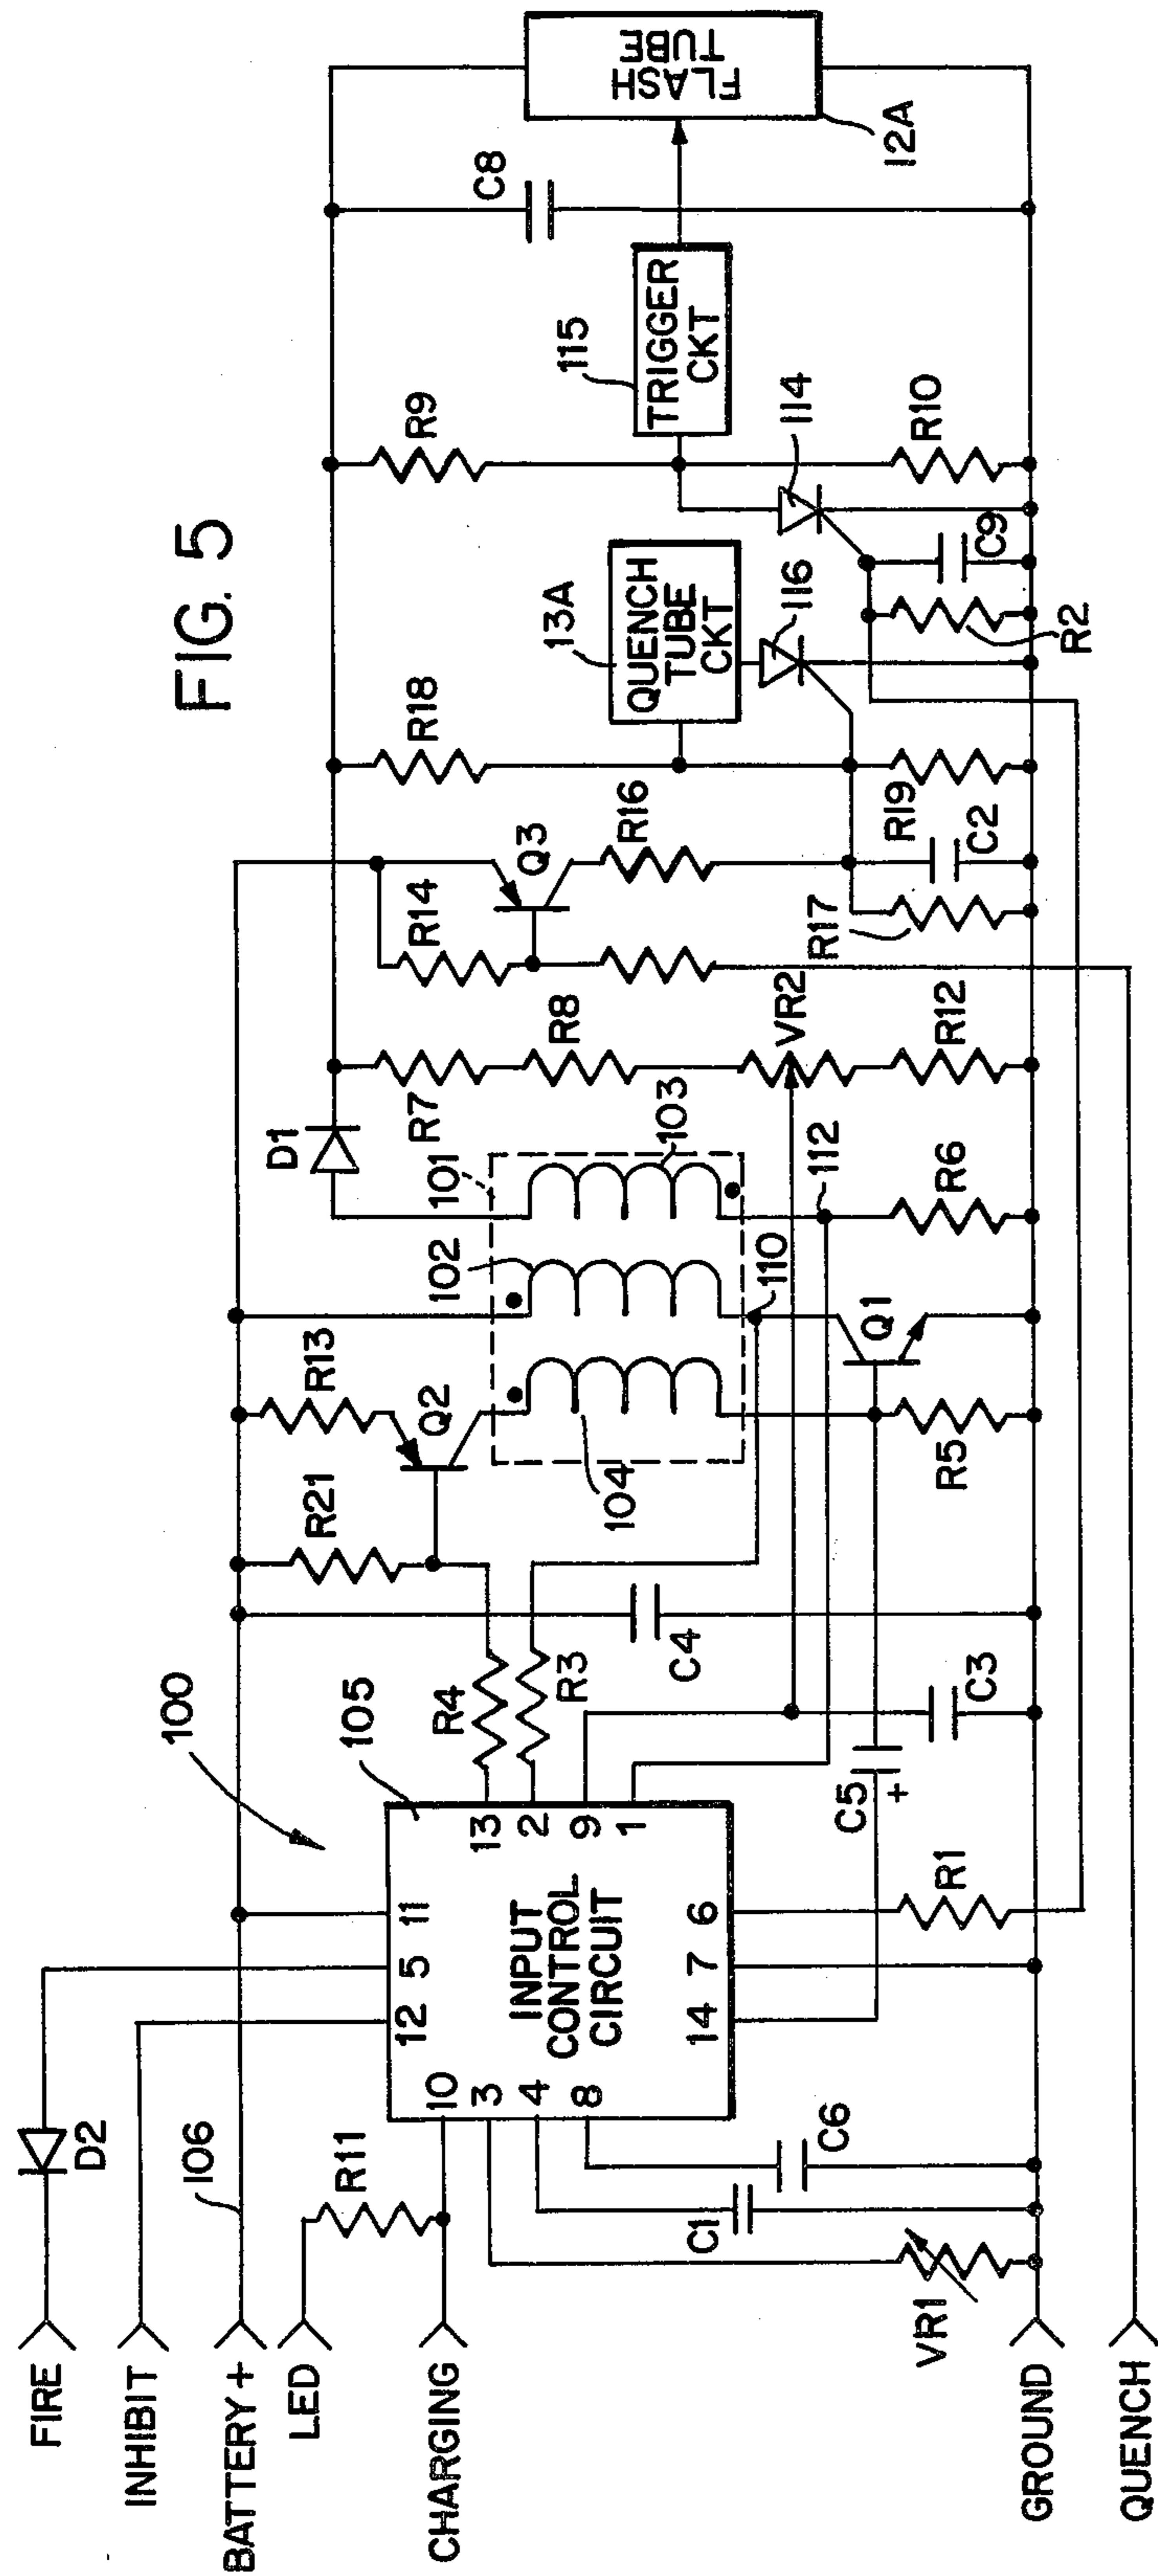 FIG. 5
FIRE
INHIBIT
BATTERY +
LED
CHARGING
GROUND
QUENCH
D2
106
R11
VR1
C1
C6
100
105
INPUT
CONTROL
CIRCUIT
10
3
4
8
12
5
11
13
2
9
1
14
7
6
R4
R3
R1
C5
+
C3
C4
R21
R13
Q2
104
102
101
103
110
112
Q1
R5
R6
D1
R7
R8
VR2
R12
R14
Q3
R16
R17
C2
R18
R19
13A
QUENCH
TUBE
CKT
116
R2
C9
114
R9
R10
115
TRIGGER
CKT
C8
FLASH
TUBE
12A